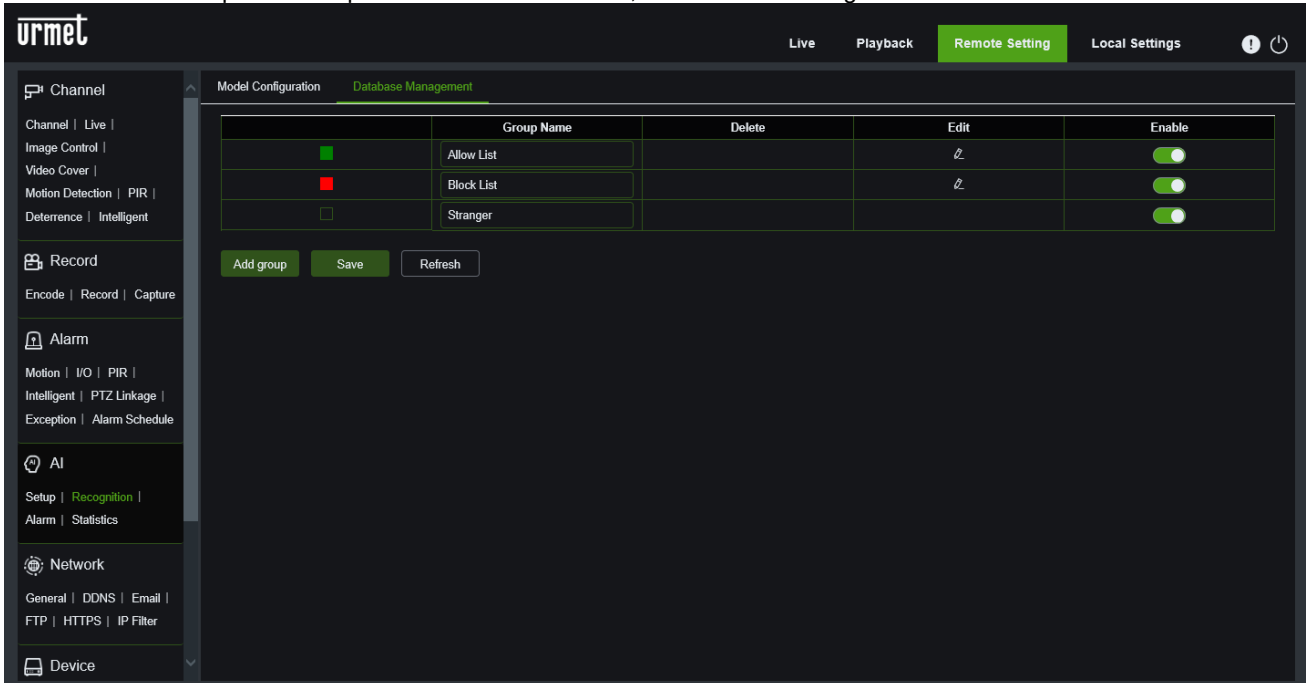 urmet
Live Playback Remote Setting Local Settings
Channel
Channel | Live |
Image Control |
Video Cover |
Motion Detection | PIR |
Deterrence | Intelligent
Record
Encode | Record | Capture
Alarm
Motion | I/O | PIR |
Intelligent | PTZ Linkage |
Exception | Alarm Schedule
AI
Setup | Recognition |
Alarm | Statistics
Network
General | DDNS | Email |
FTP | HTTPS | IP Filter
Device
Model Configuration Database Management
Group Name Delete Edit Enable
Allow List
Block List
Stranger
Add group Save Refresh